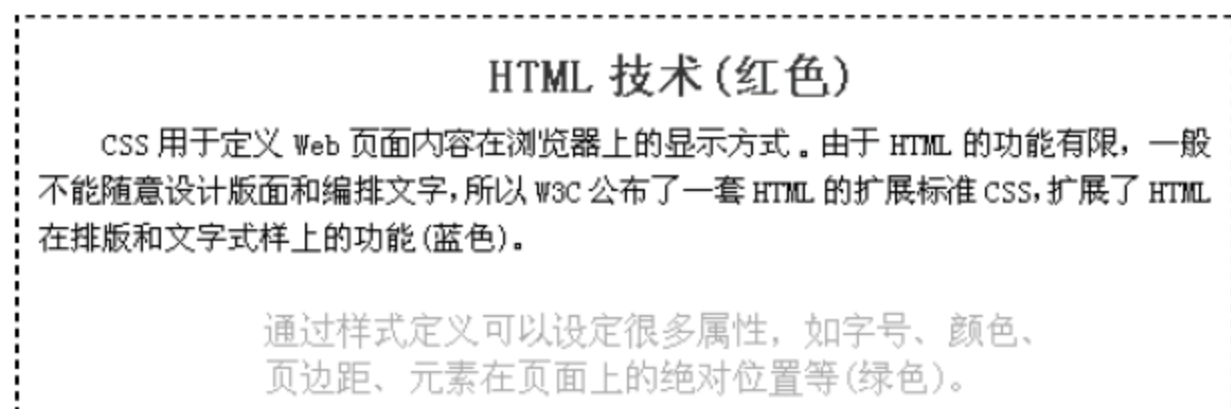 HTML 技术(红色)
CSS 用于定义 Web 页面内容在浏览器上的显示方式。由于 HTML 的功能有限，一般
不能随意设计版面和编排文字,所以 W3C 公布了一套 HTML 的扩展标准 CSS,扩展了 HTML
在排版和文字式样上的功能(蓝色)。
通过样式定义可以设定很多属性，如字号、颜色、
页边距、元素在页面上的绝对位置等(绿色)。